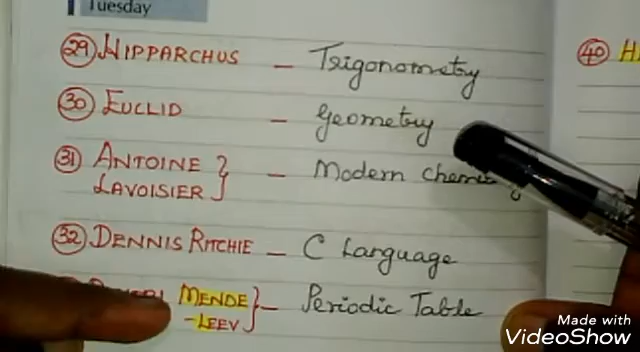 Tuesday
29 HIPPARCHUS - Trigonometry
30 EUCLID - Geometry
31 ANTOINE LAVOISIER } - Modern
32 DENNIS RITCHIE - C Language
MENDE
-LEEV } - Periodic Table
40
Made with
VideoShow